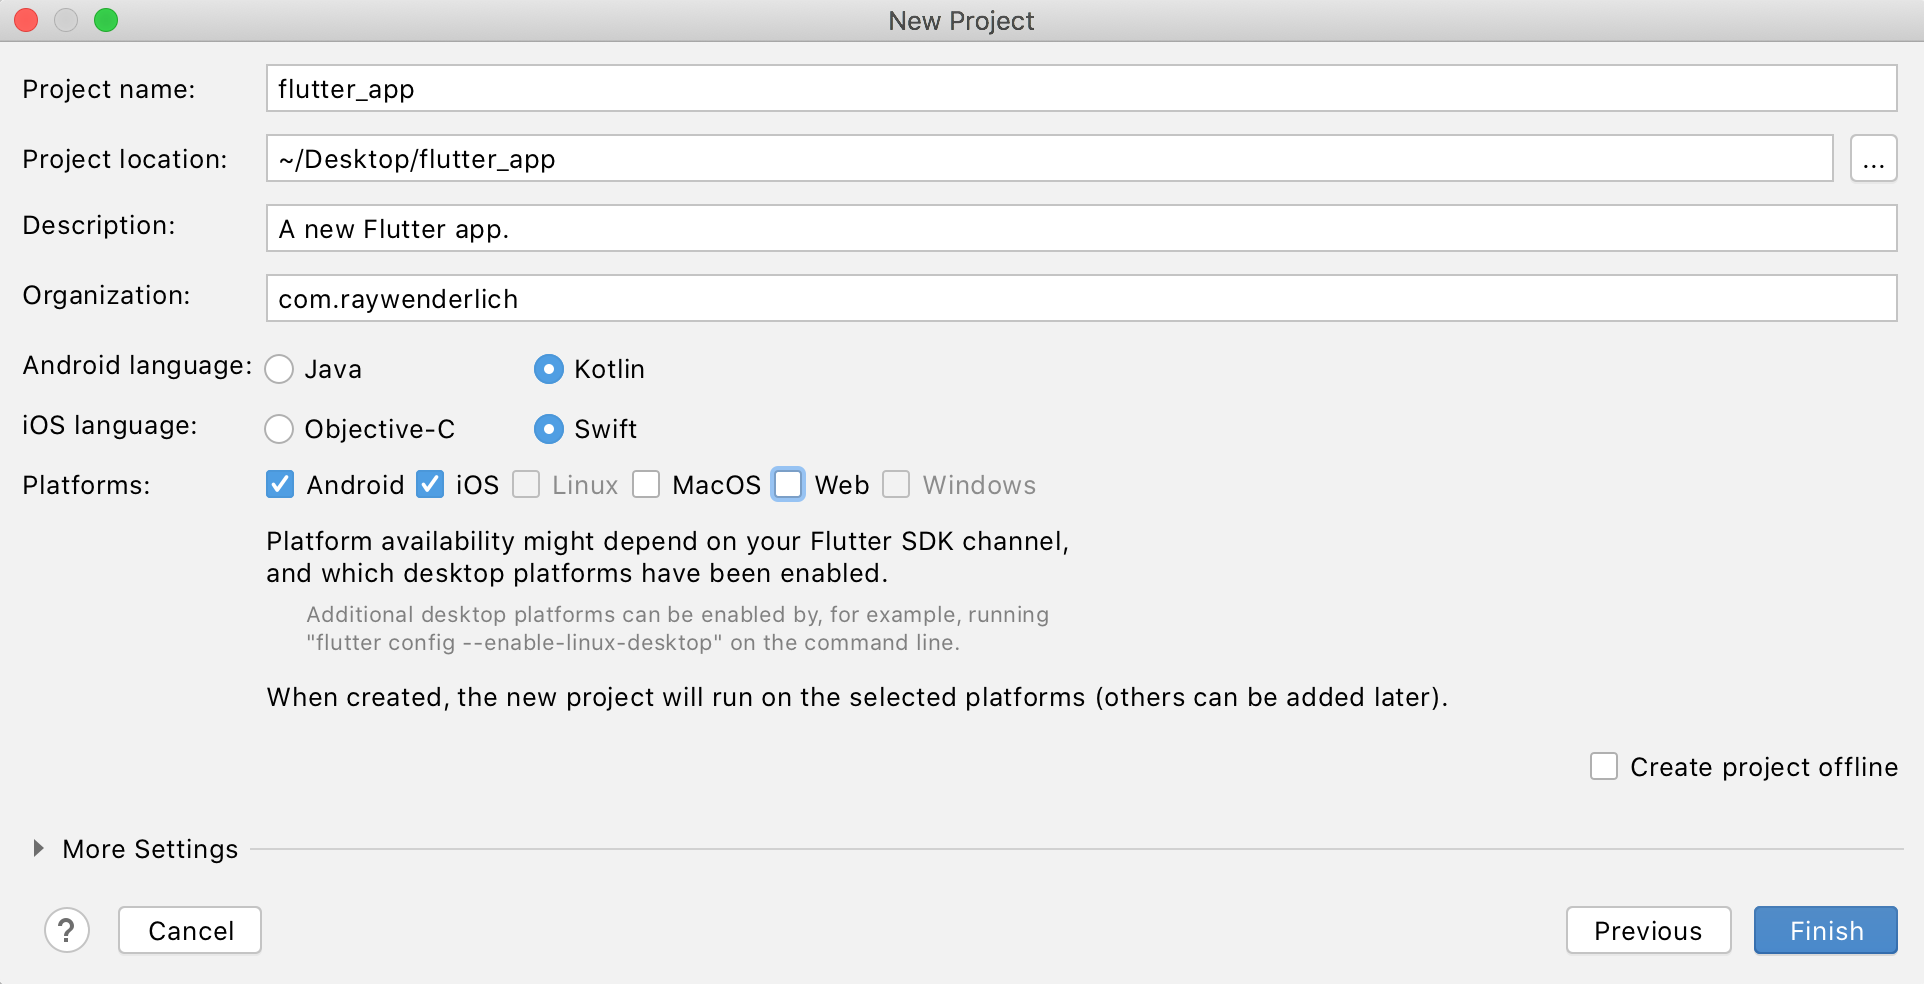 New Project
Project name: flutter_app
Project location: ~/Desktop/flutter_app ...
Description: A new Flutter app.
Organization: com.raywenderlich
Android language: Java Kotlin
iOS language: Objective-C Swift
Platforms: Android iOS Linux MacOS Web Windows
Platform availability might depend on your Flutter SDK channel,
and which desktop platforms have been enabled.
Additional desktop platforms can be enabled by, for example, running
"flutter config --enable-linux-desktop" on the command line.
When created, the new project will run on the selected platforms (others can be added later).
Create project offline
More Settings
? Cancel Previous Finish